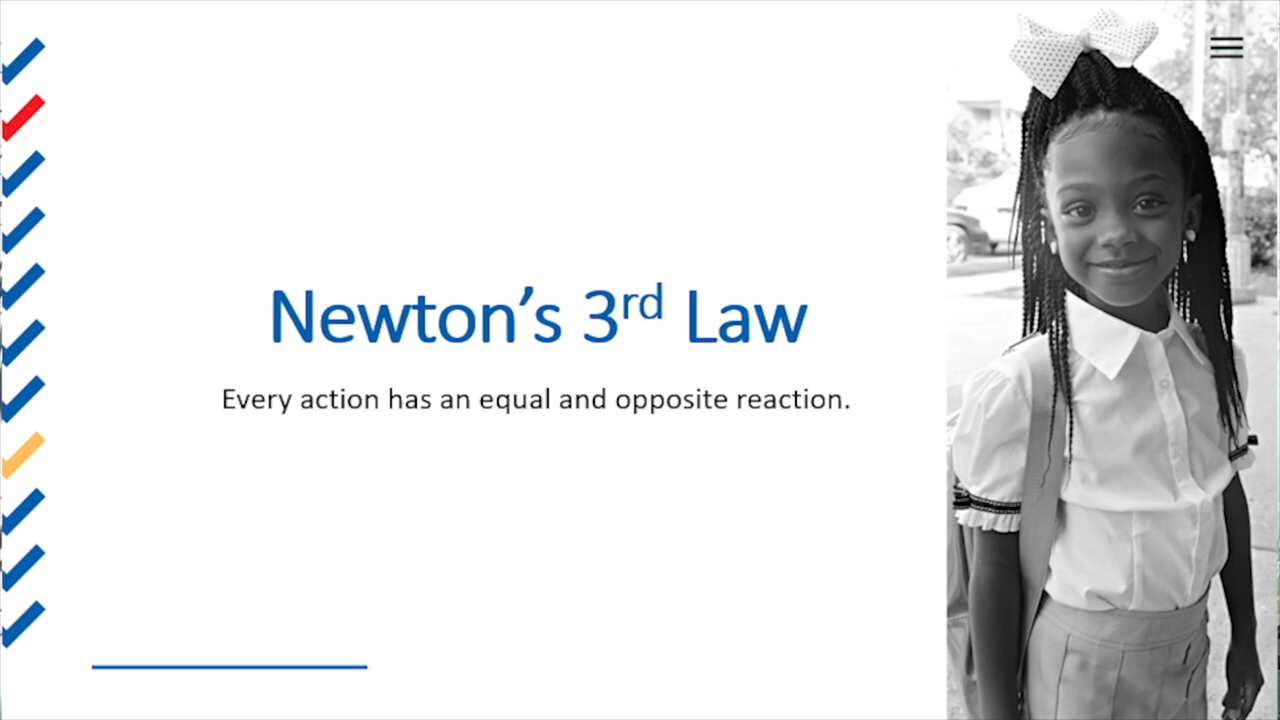 Newton’s 3rd Law
Every action has an equal and opposite reaction.